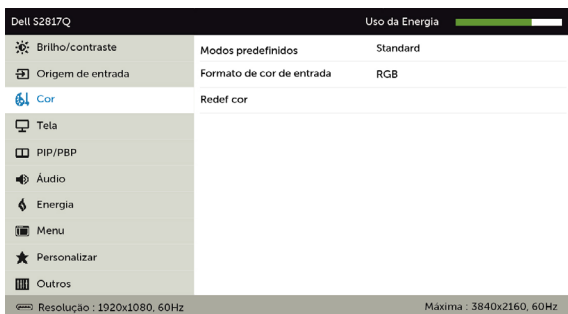 Dell S2817Q Uso da Energia
Brilho/contraste
Modos predefinidos Standard
Origem de entrada
Formato de cor de entrada RGB
Cor
Redef cor
Tela
PIP/PBP
Áudio
Energia
Menu
Personalizar
Outros
Resolução : 1920x1080, 60Hz Máxima : 3840x2160, 60Hz